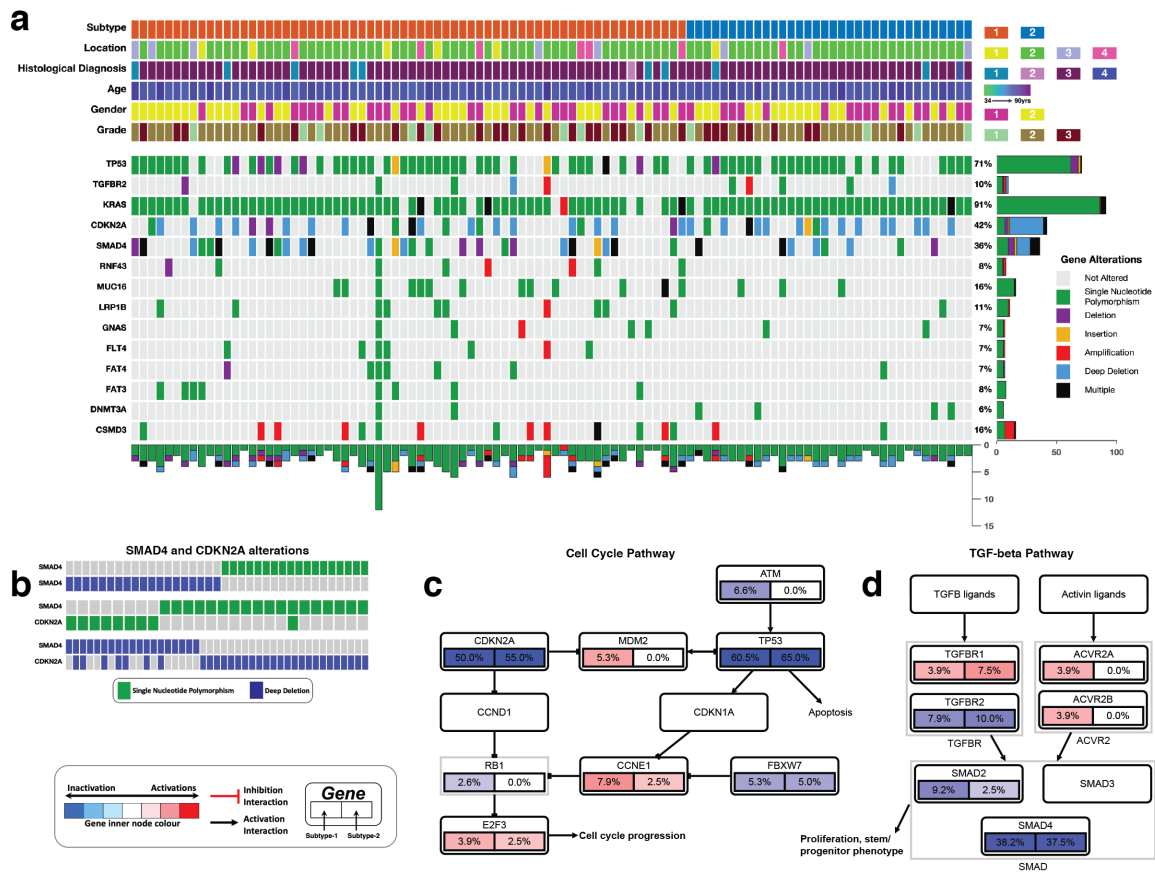 a
Subtype
1 2
Location
1 2 3 4
Histological Diagnosis
1 2 3 4
Age
34 90yrs
Gender
1 2
Grade
1 2 3
TP53 71%
TGFBR2 10%
KRAS 91%
CDKN2A 42%
SMAD4 36%
RNF43 8%
MUC16 16%
LRP1B 11%
GNAS 7%
FLT4 7%
FAT4 7%
FAT3 8%
DNMT3A 6%
CSMD3 16%
0
5
10
15
0 50 100
Gene Alterations
Not Altered
Single Nucleotide
Polymorphism
Deletion
Insertion
Amplification
Deep Deletion
Multiple
b
SMAD4 and CDKN2A alterations
SMAD4
SMAD4
SMAD4
CDKN2A
SMAD4
CDKN2A
Single Nucleotide Polymorphism Deep Deletion
Inactivation Activations
Gene inner node colour
Inhibition
Interaction
Activation
Interaction
Gene
Subtype-1 Subtype-2
c
Cell Cycle Pathway
ATM
6.6% 0.0%
CDKN2A
50.0% 55.0%
MDM2
5.3% 0.0%
TP53
60.5% 65.0%
CCND1
CDKN1A
Apoptosis
RB1
2.6% 0.0%
CCNE1
7.9% 2.5%
FBXW7
5.3% 5.0%
E2F3
3.9% 2.5%
Cell cycle progression
d
TGF-beta Pathway
TGFB ligands
Activin ligands
TGFBR1
3.9% 7.5%
ACVR2A
3.9% 0.0%
TGFBR2
7.9% 10.0%
ACVR2B
3.9% 0.0%
TGFBR
ACVR2
SMAD2
9.2% 2.5%
SMAD3
SMAD4
38.2% 37.5%
Proliferation, stem/
progenitor phenotype
SMAD